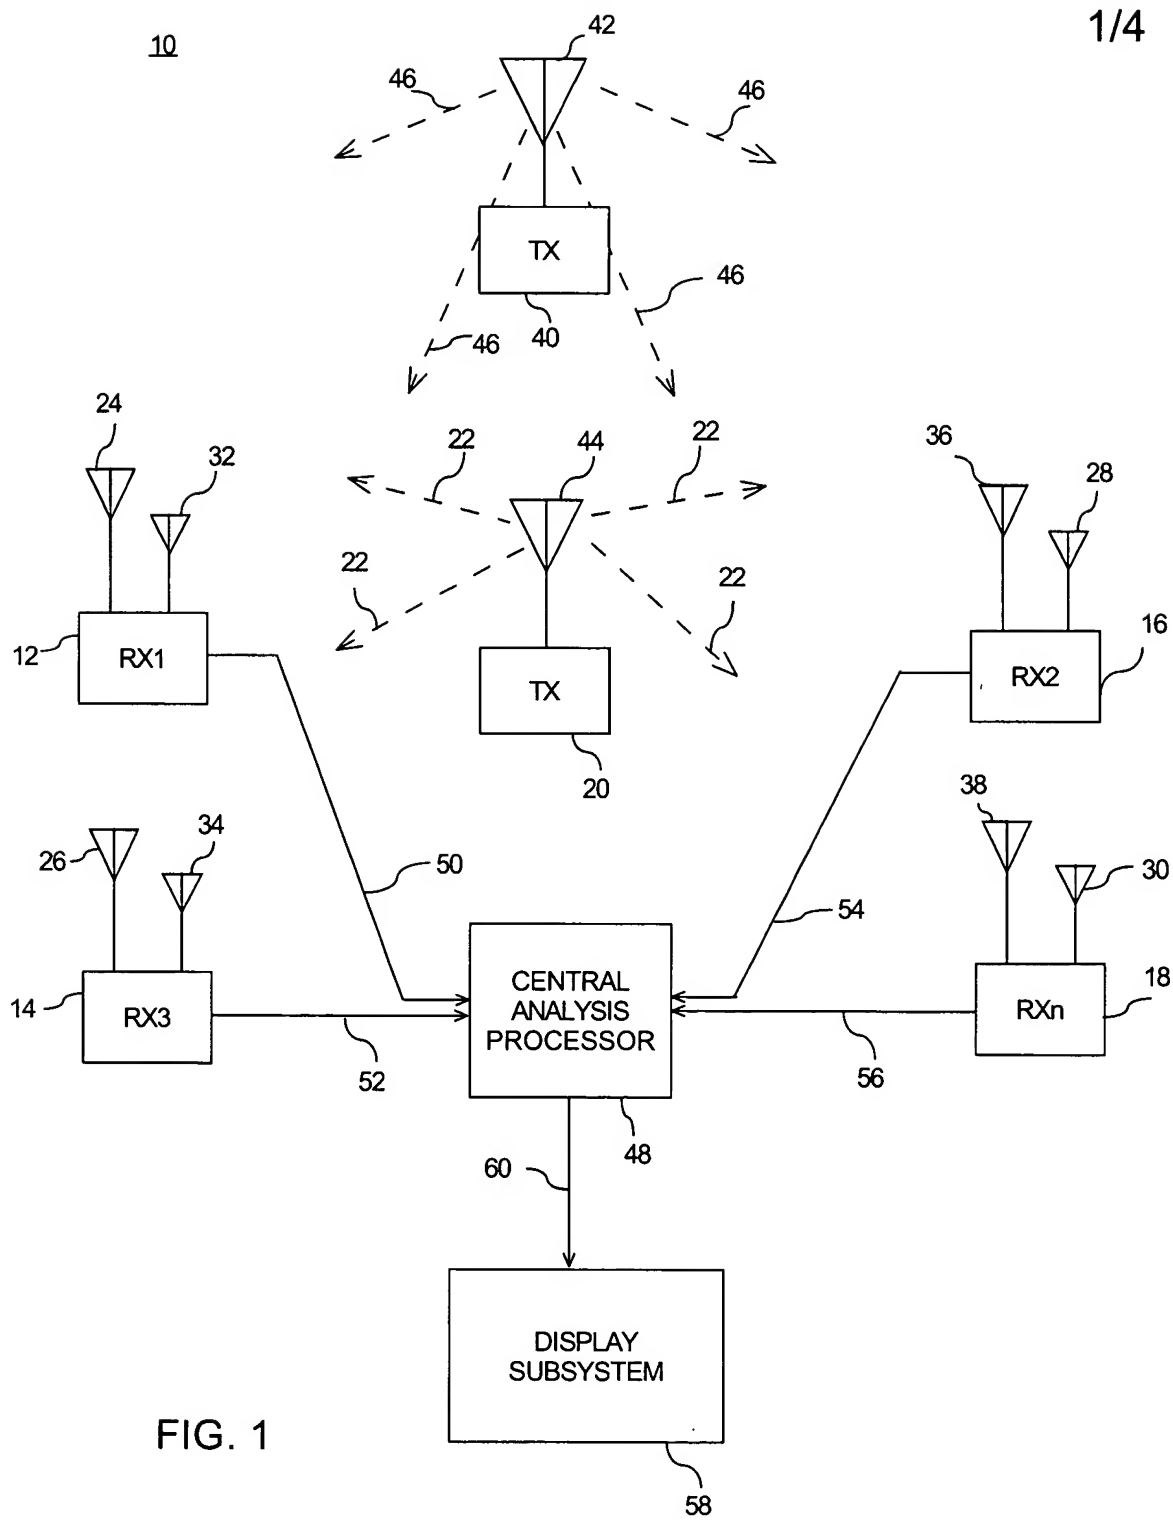 1/4
10
42
46
46
TX
46
40
46
24
22
44
22
36
32
28
22
22
12
RX1
16
RX2
TX
20
38
34
26
50
30
54
CENTRAL
ANALYSIS
PROCESSOR
14
RX3
18
RXn
52
56
48
60
DISPLAY
SUBSYSTEM
FIG. 1
58